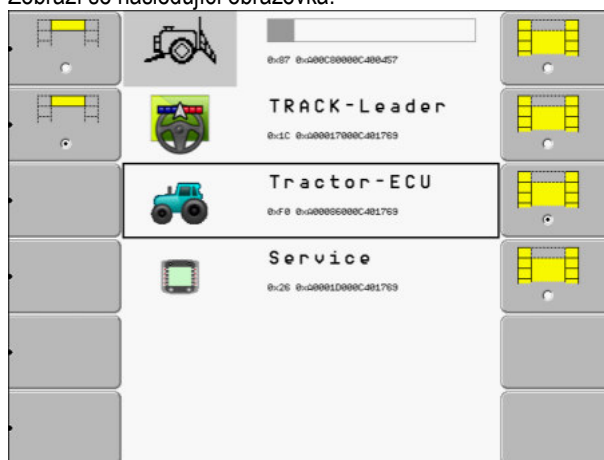 Zobrazí se následující obrazovka:
0x87 0xA00C80000C400457
TRACK-Leader
0x1C 0xA00017000C401769
Tractor-ECU
0xF0 0xA00086000C401769
Service
0x26 0xA0001D000C401769